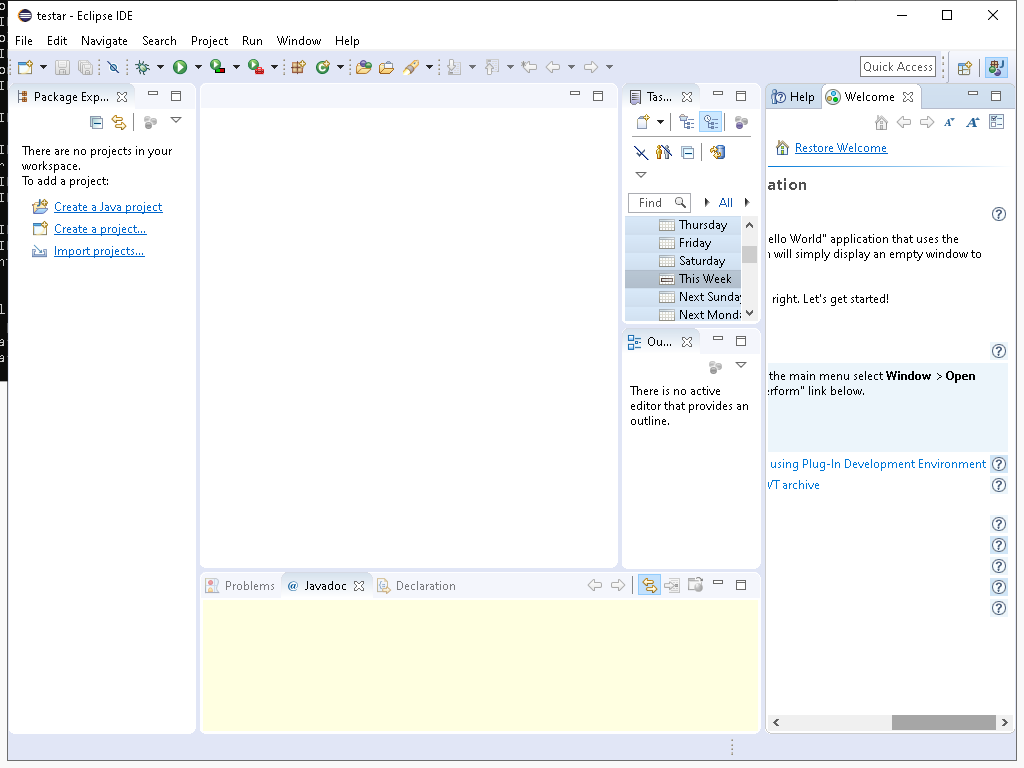 testar - Eclipse IDE
File Edit Navigate Search Project Run Window Help
Quick Access
Package Exp...
There are no projects in your
workspace.
To add a project:
Create a Java project
Create a project...
Import projects...
Tas...
Find
All
Thursday
Friday
Saturday
This Week
Next Sunday
Next Mond
Ou...
There is no active
editor that provides an
outline.
Help
Welcome
Restore Welcome
ation
ello World" application that uses the
will simply display an empty window to
right. Let's get started!
the main menu select Window > Open
erform" link below.
using Plug-In Development Environment
VT archive
Problems
@ Javadoc
Declaration